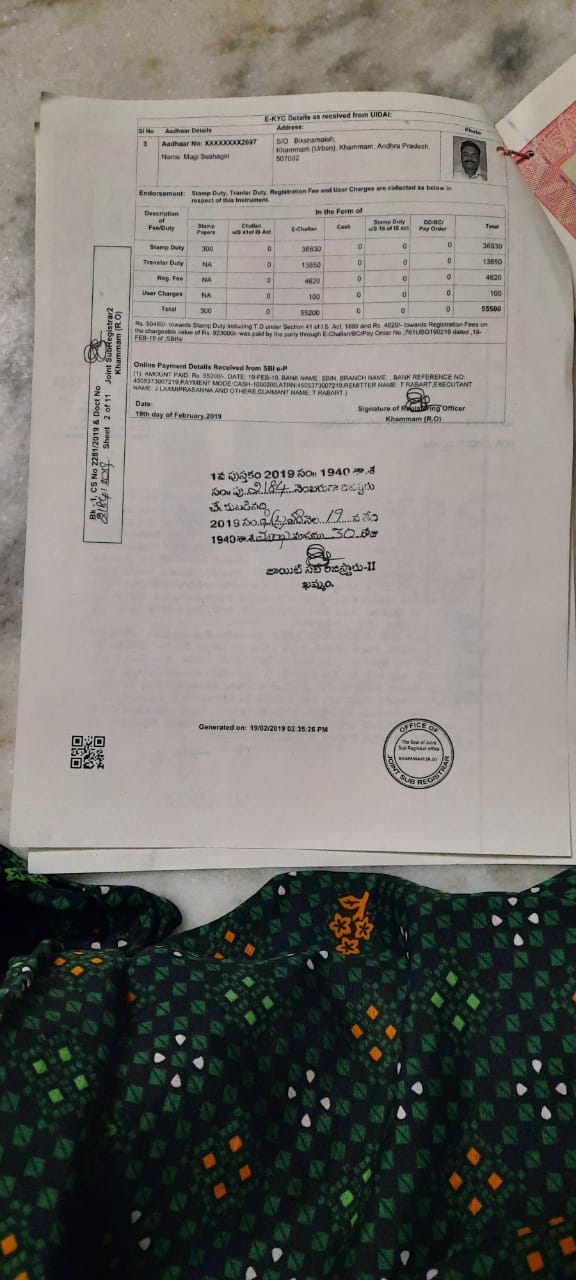 E-KYC Details as received from UIDAI:
Sl No Aadhaar Details Address: Photo
3 Aadhaar No: XXXXXXXX2697 S/O Bikshamaiah,
Name: Magi Seshagiri Khammam (Urban), Khammam, Andhra Pradesh,
507002
Endorsement: Stamp Duty, Tranfer Duty, Registration Fee and User Charges are collected as below in
respect of this Instrument.
Description of Fee/Duty In the Form of
Stamp Papers Challan u/S 41of IS Act E-Challan Cash Stamp Duty u/S 16 of IS act DD/BC/ Pay Order Total
Stamp Duty 300 0 36630 0 0 0 36930
Transfer Duty NA 0 13850 0 0 0 13850
Reg. Fee NA 0 4620 0 0 0 4620
User Charges NA 0 100 0 0 0 100
Total 300 0 55200 0 0 0 55500
Rs. 50480/- towards Stamp Duty including T.D under Section 41 of I.S. Act, 1899 and Rs. 4620/- towards Registration Fees on
the chargeable value of Rs. 923000/- was paid by the party through E-Challan/BC/Pay Order No ,761UBG190219 dated ,19-
FEB-19 of ,SBIN/
Online Payment Details Received from SBI e-P
(1). AMOUNT PAID: Rs. 55200/-, DATE: 19-FEB-19, BANK NAME: SBIN, BRANCH NAME: , BANK REFERENCE NO:
4505373007219,PAYMENT MODE:CASH-1000200,ATRN:4505373007219,REMITTER NAME: T RABART,EXECUTANT
NAME: J LAXMIPRASANNA AND OTHERS,CLAIMANT NAME: T RABART )
Date:
19th day of February,2019
Signature of Registering Officer
Khammam (R.O)
Bk - 1, CS No 2281/2019 & Doct No
2184/2019. Sheet 2 of 11 Joint SubRegistrar2
Khammam (R.O)
1వ పుస్తకం 2019 సం॥ 1940 శా.శ
సం॥పు 2184 నెంబరుగా రిజిష్టరు
చేయబడినది
2019 సం. ఫిబ్రవరి నెల 19 వ తేది
1940 శా.శ మాఘ మాసము 30 రోజు
జాయింట్ సబ్ రిజిస్ట్రారు-II
ఖమ్మం.
Generated on: 19/02/2019 02:35:26 PM
OFFICE OF
The Seal of Joint
Sub Registrar office
KHAMMAM (R.O)
JOINT SUB REGISTRAR